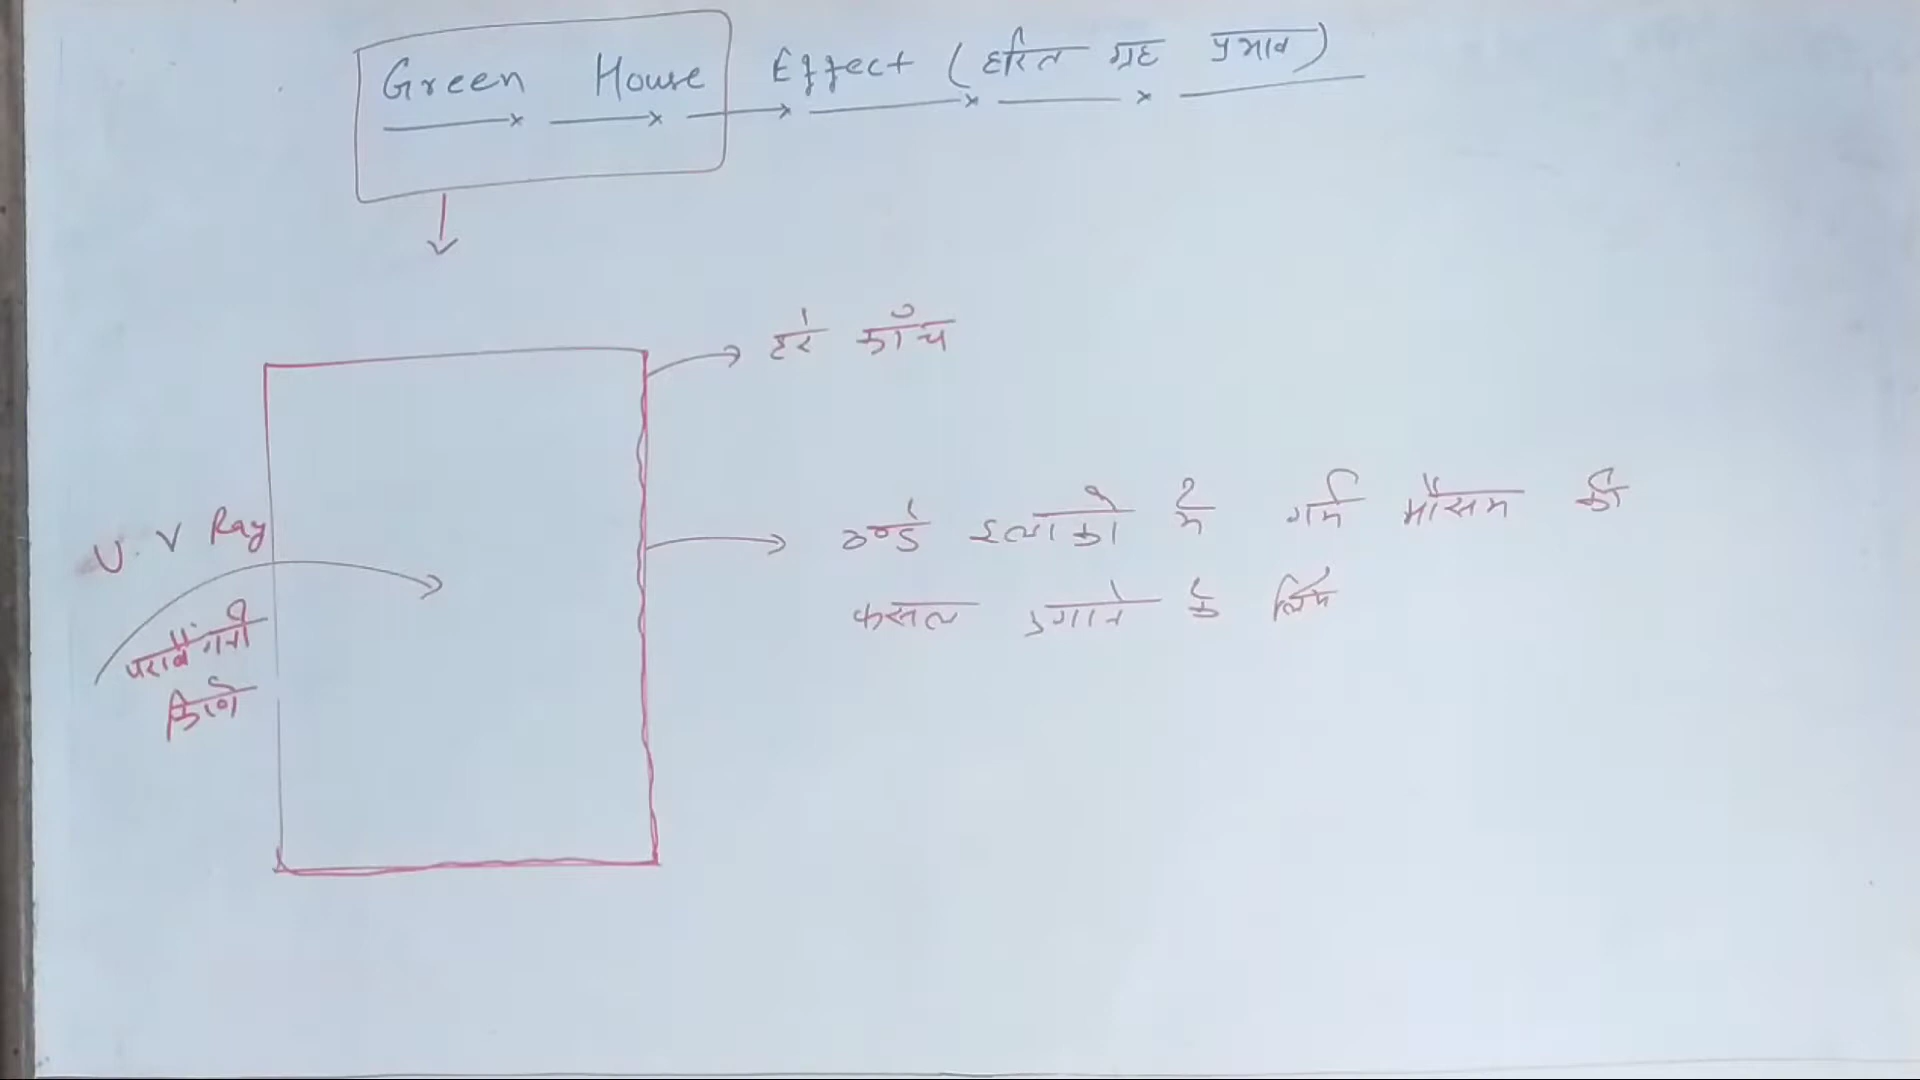 Green House Effect (हरित ग्रह प्रभाव)
हरे काँच
U.V Ray
पराबैंगनी
किरणे
ठण्डे इलाको मे गर्म मौसम की
फसल उगाने के लिये